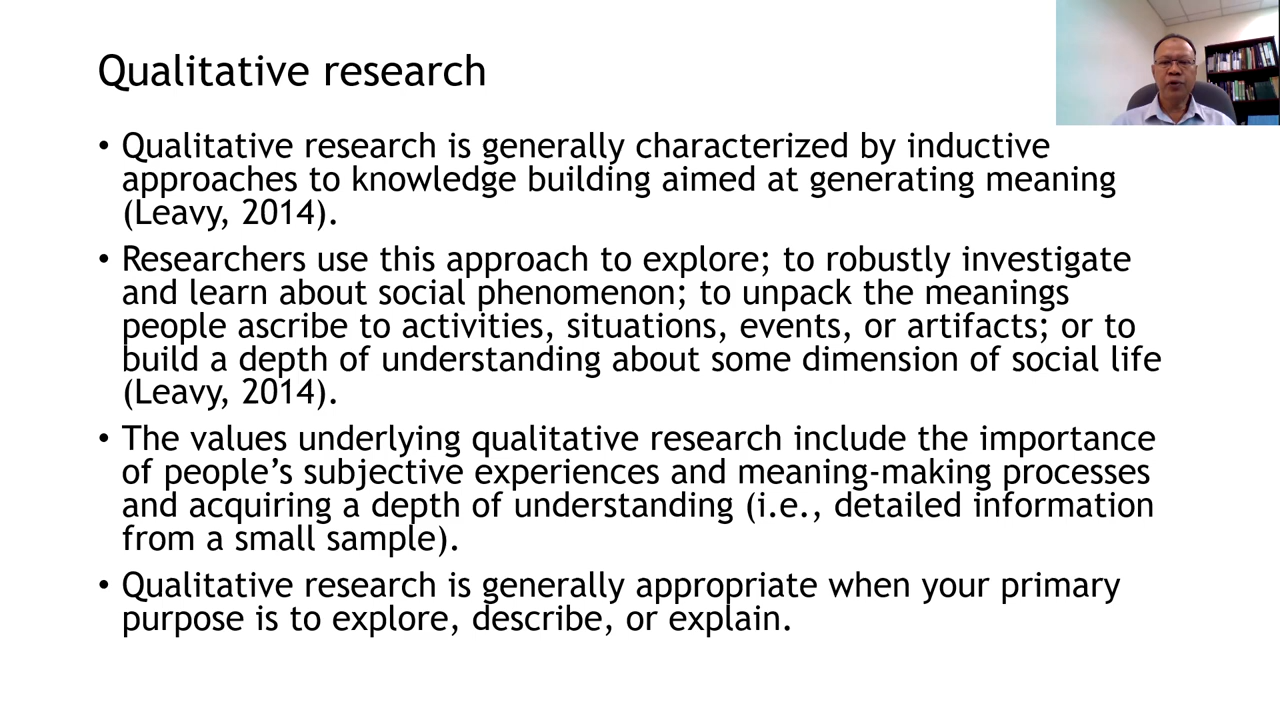 Qualitative research
• Qualitative research is generally characterized by inductive
approaches to knowledge building aimed at generating meaning
(Leavy, 2014).
• Researchers use this approach to explore; to robustly investigate
and learn about social phenomenon; to unpack the meanings
people ascribe to activities, situations, events, or artifacts; or to
build a depth of understanding about some dimension of social life
(Leavy, 2014).
• The values underlying qualitative research include the importance
of people’s subjective experiences and meaning-making processes
and acquiring a depth of understanding (i.e., detailed information
from a small sample).
• Qualitative research is generally appropriate when your primary
purpose is to explore, describe, or explain.